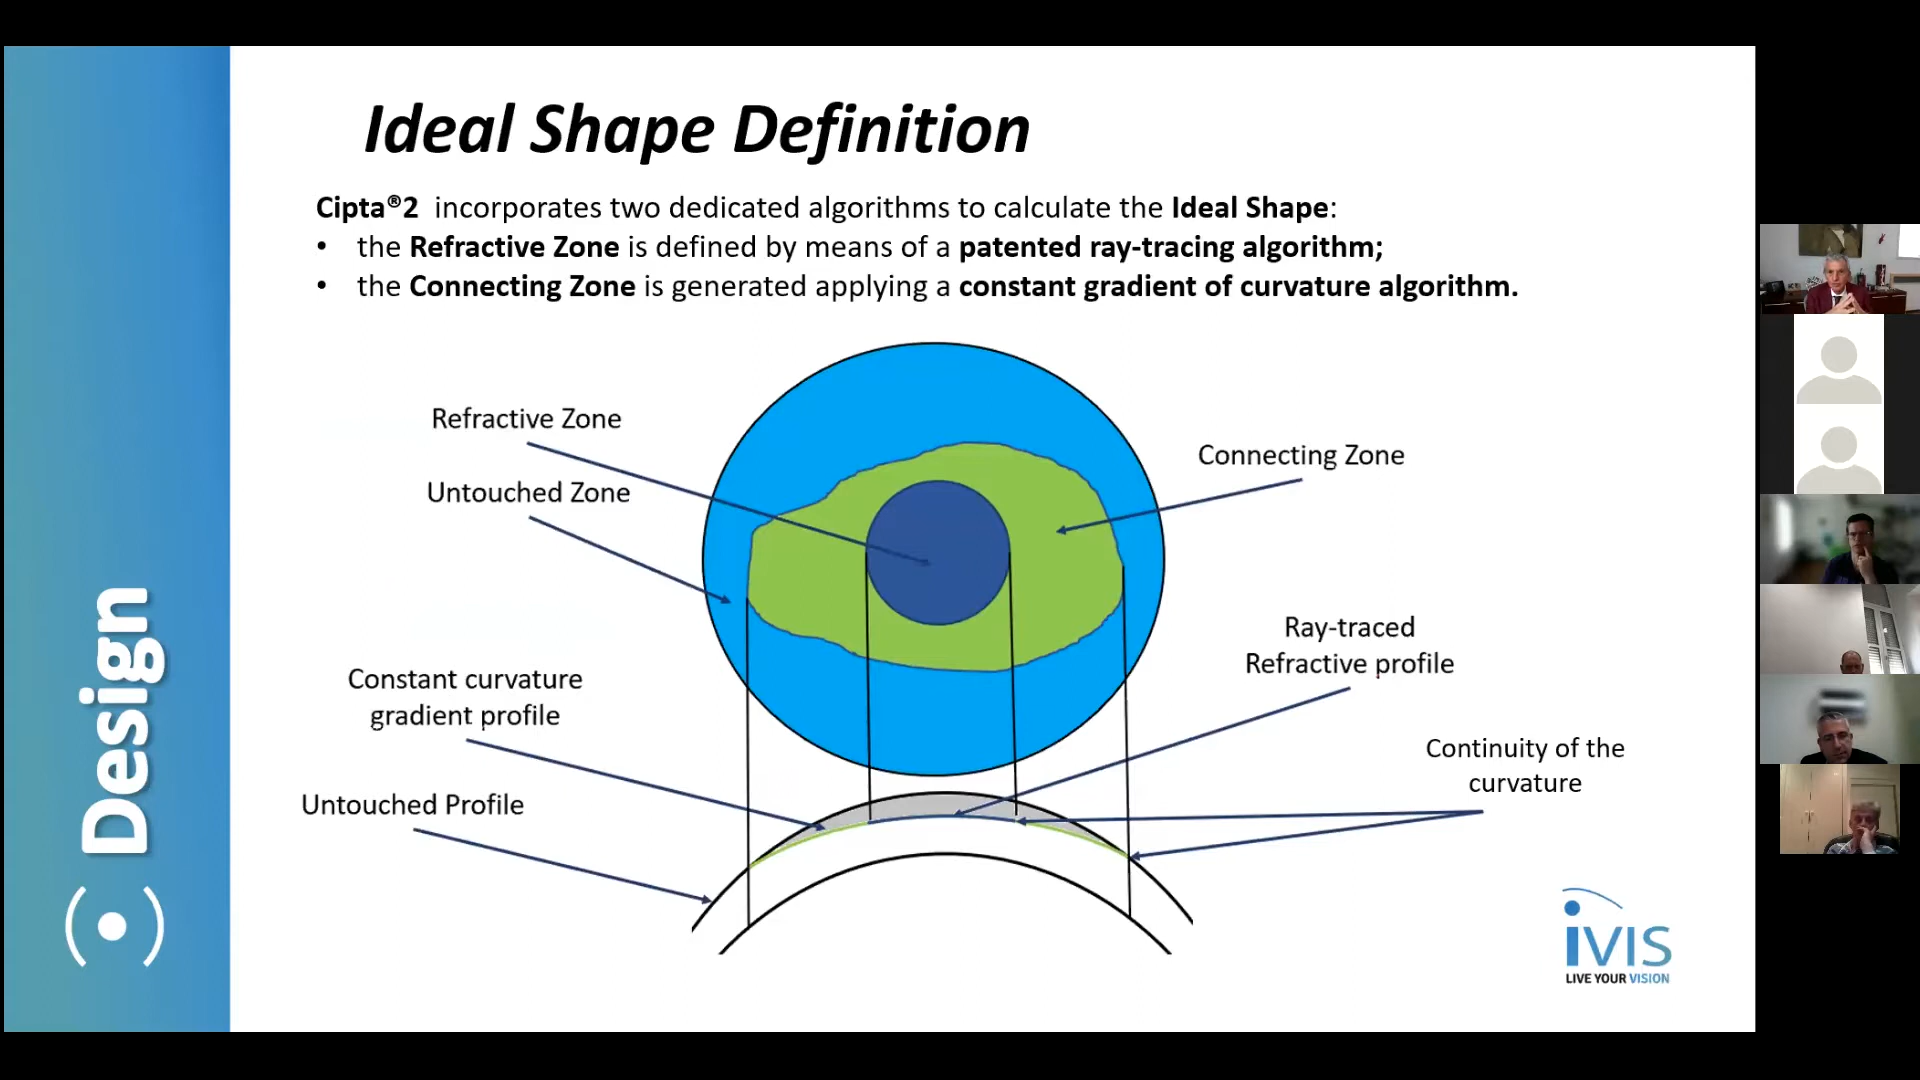 Ideal Shape Definition
Cipta®2 incorporates two dedicated algorithms to calculate the Ideal Shape:
• the Refractive Zone is defined by means of a patented ray-tracing algorithm;
• the Connecting Zone is generated applying a constant gradient of curvature algorithm.
Refractive Zone
Untouched Zone
Connecting Zone
Ray-traced
Refractive profile
Constant curvature
gradient profile
Continuity of the
curvature
Untouched Profile
Design
iVIS
LIVE YOUR VISION